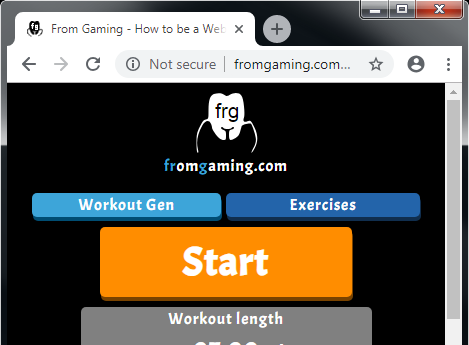 From Gaming - How to be a Web
Not secure | fromgaming.com...
frg
fromgaming.com
Workout Gen
Exercises
Start
Workout length